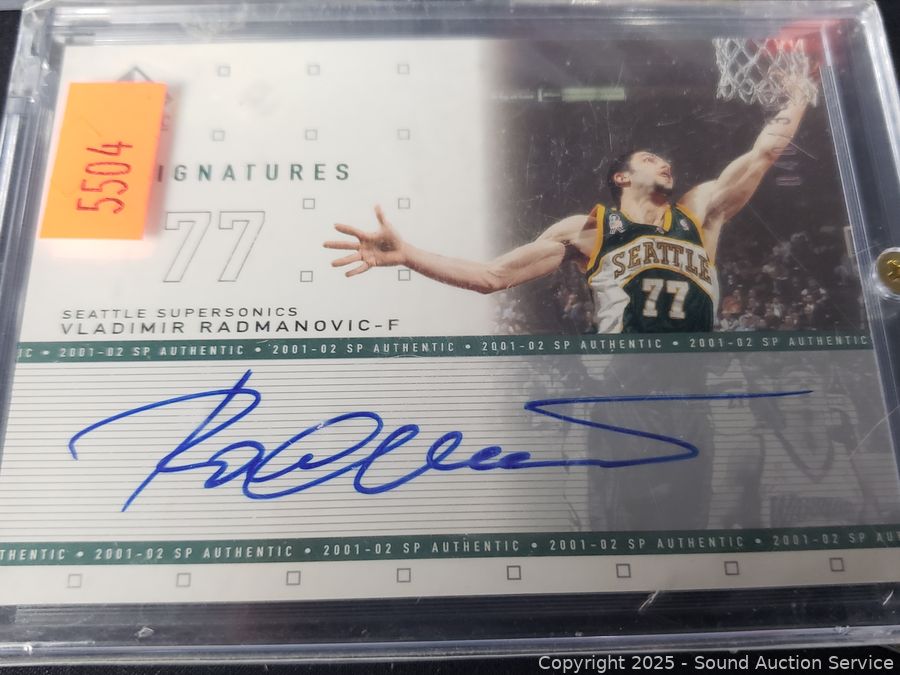 5504
IGNATURES
77
SEATTLE SUPERSONICS
VLADIMIR RADMANOVIC-F
SEATTLE
77
IC • 2001-02 SP AUTHENTIC • 2001-02 SP AUTHENTIC • 2001-02 SP AUTHENTIC • 2001-02 SP AUTHENTIC
THENTIC • 2001-02 SP AUTHENTIC • 2001-02 SP AUTHENTIC • 2001-02 SP AUTHENTIC • 2001-02 SP AUTHENTIC
Copyright 2025 - Sound Auction Service